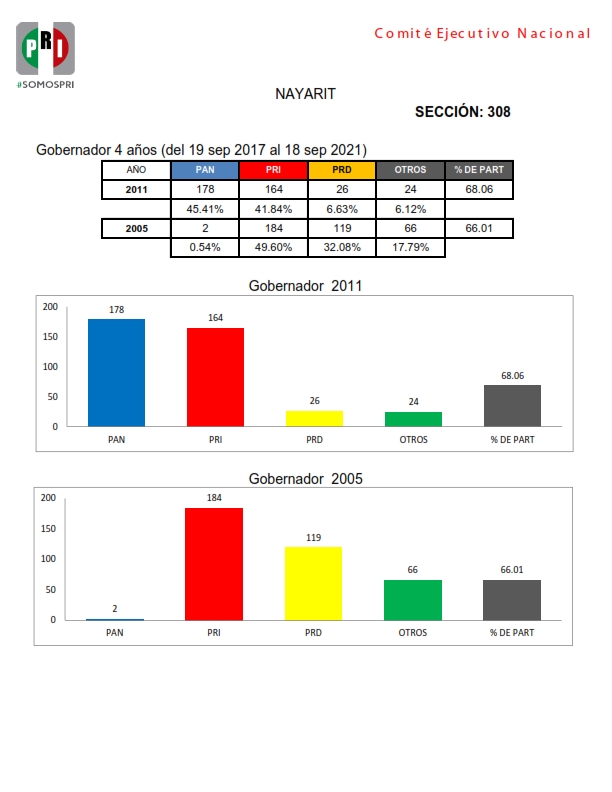 Comité Ejecutivo Nacional
PRI
#SOMOSPRI
NAYARIT
SECCIÓN: 308
Gobernador 4 años (del 19 sep 2017 al 18 sep 2021)
AÑO PAN PRI PRD OTROS % DE PART
2011 178 164 26 24 68.06
45.41% 41.84% 6.63% 6.12%
2005 2 184 119 66 66.01
0.54% 49.60% 32.08% 17.79%
Gobernador 2011
200
150
100
50
0
178
164
26
24
68.06
PAN PRI PRD OTROS % DE PART
Gobernador 2005
200
150
100
50
0
2
184
119
66
66.01
PAN PRI PRD OTROS % DE PART